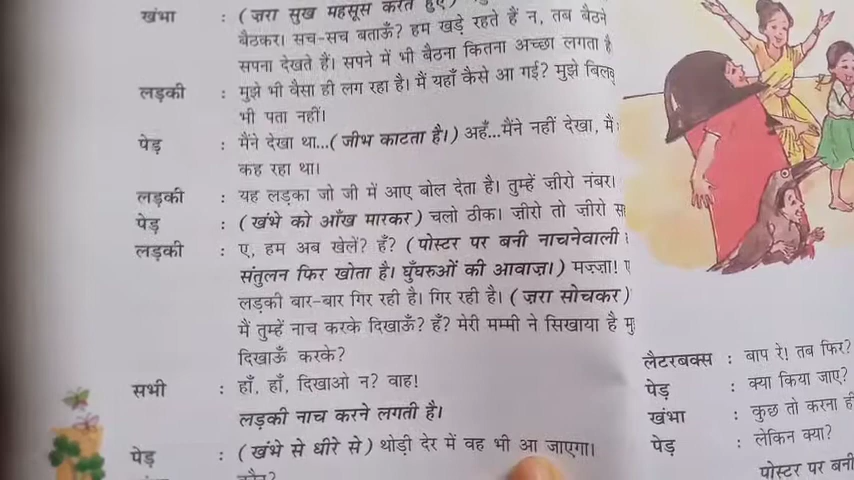 खंभा : (ज़रा सुख महसूस करते हुए)
बैठकर। सच-सच बताऊँ? हम खड़े रहते हैं न, तब बैठने
सपना देखते हैं। सपने में भी बैठना कितना अच्छा लगता है
लड़की : मुझे भी वैसा ही लग रहा है। मैं यहाँ कैसे आ गई? मुझे
भी पता नहीं।
पेड़ : मैंने देखा था...(जीभ काटता है।) अहँ...मैंने नहीं देखा, मैं
कह रहा था।
लड़की : यह लड़का जो जी में आए बोल देता है। तुम्हें ज़ीरो नंबर।
पेड़ : (खंभे को आँख मारकर) चलो ठीक। ज़ीरो तो ज़ीरो
लड़की : ए, हम अब खेलें? हँ? (पोस्टर पर बनी नाचनेवाली
संतुलन फिर खोता है। घुँघरुओं की आवाज़।) मज़्ज़ा!
लड़की बार-बार गिर रही है। गिर रही है। (ज़रा सोचकर)
मैं तुम्हें नाच करके दिखाऊँ? हँ? मेरी मम्मी ने सिखाया है
दिखाऊँ करके?
सभी : हाँ, हाँ, दिखाओ न? वाह!
लड़की नाच करने लगती है।
पेड़ : (खंभे से धीरे से) थोड़ी देर में वह भी आ जाएगा।
लैटरबक्स : बाप रे! तब फिर?
पेड़ : क्या किया जाए?
खंभा : कुछ तो करना ही
पेड़ : लेकिन क्या?
पोस्टर पर बनी